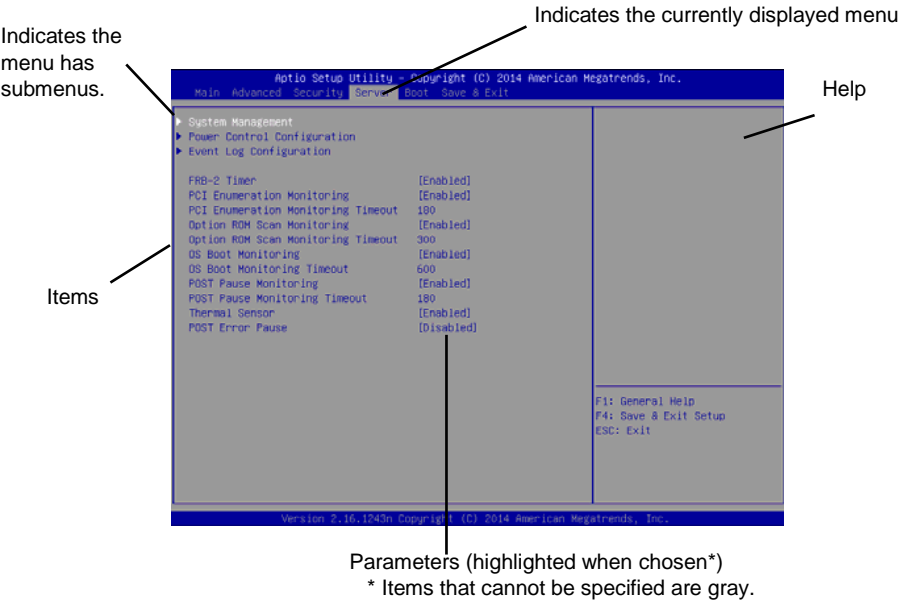 Indicates the currently displayed menu
Indicates the
menu has
submenus.
Aptio Setup Utility – Copyright (C) 2014 American Megatrends, Inc.
Main Advanced Security Server Boot Save & Exit
Help
▶ System Management
▶ Power Control Configuration
▶ Event Log Configuration
FRB-2 Timer [Enabled]
PCI Enumeration Monitoring [Enabled]
PCI Enumeration Monitoring Timeout 180
Option ROM Scan Monitoring [Enabled]
Option ROM Scan Monitoring Timeout 300
OS Boot Monitoring [Enabled]
OS Boot Monitoring Timeout 600
POST Pause Monitoring [Enabled]
POST Pause Monitoring Timeout 180
Thermal Sensor [Enabled]
POST Error Pause [Disabled]
Items
F1: General Help
F4: Save & Exit Setup
ESC: Exit
Version 2.16.1243n Copyright (C) 2014 American Megatrends, Inc.
Parameters (highlighted when chosen*)
* Items that cannot be specified are gray.